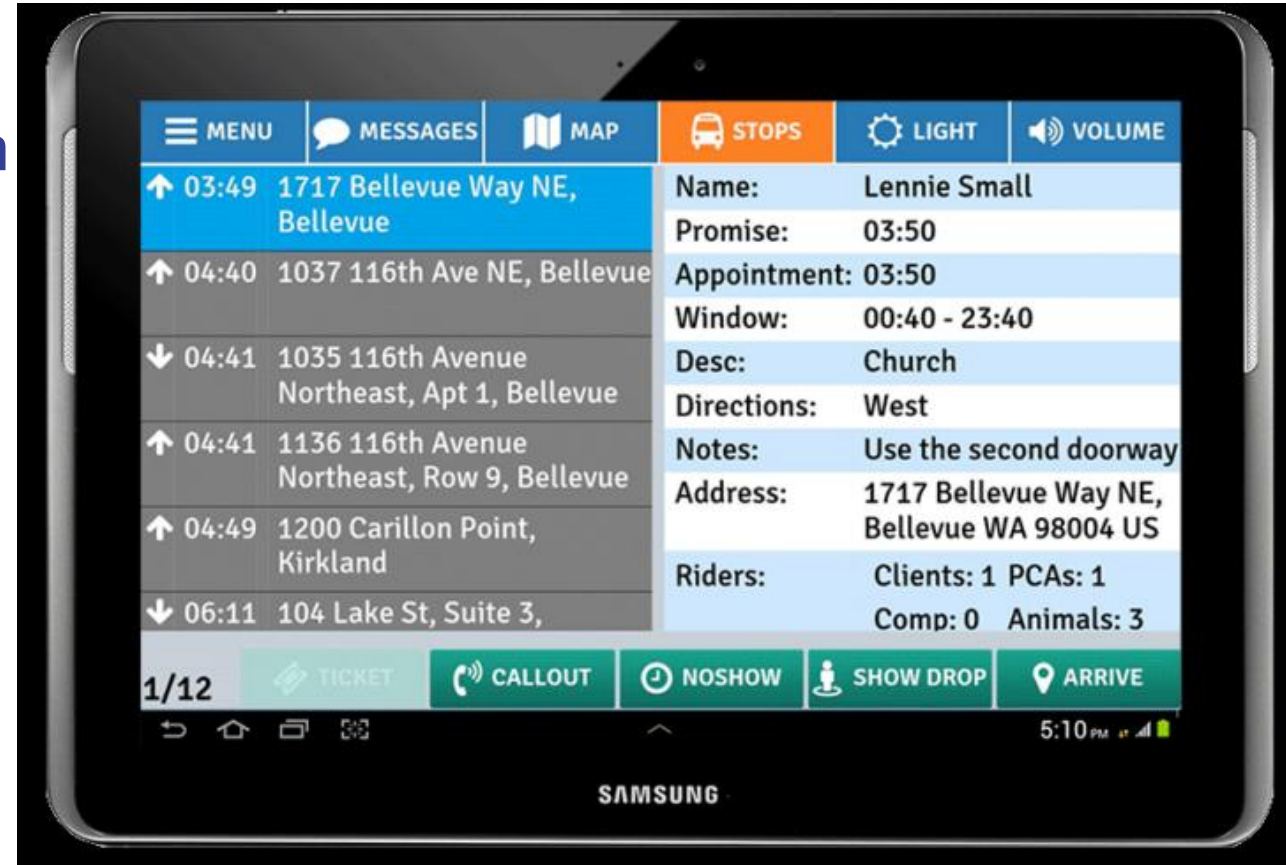 n
MENU MESSAGES MAP STOPS LIGHT VOLUME
03:49 1717 Bellevue Way NE,
Bellevue
04:40 1037 116th Ave NE, Bellevue
04:41 1035 116th Avenue
Northeast, Apt 1, Bellevue
04:41 1136 116th Avenue
Northeast, Row 9, Bellevue
04:49 1200 Carillon Point,
Kirkland
06:11 104 Lake St, Suite 3,
Name: Lennie Small
Promise: 03:50
Appointment: 03:50
Window: 00:40 - 23:40
Desc: Church
Directions: West
Notes: Use the second doorway
Address: 1717 Bellevue Way NE,
Bellevue WA 98004 US
Riders: Clients: 1 PCAs: 1
Comp: 0 Animals: 3
1/12 TICKET CALLOUT NOSHOW SHOW DROP ARRIVE
5:10 PM
SAMSUNG